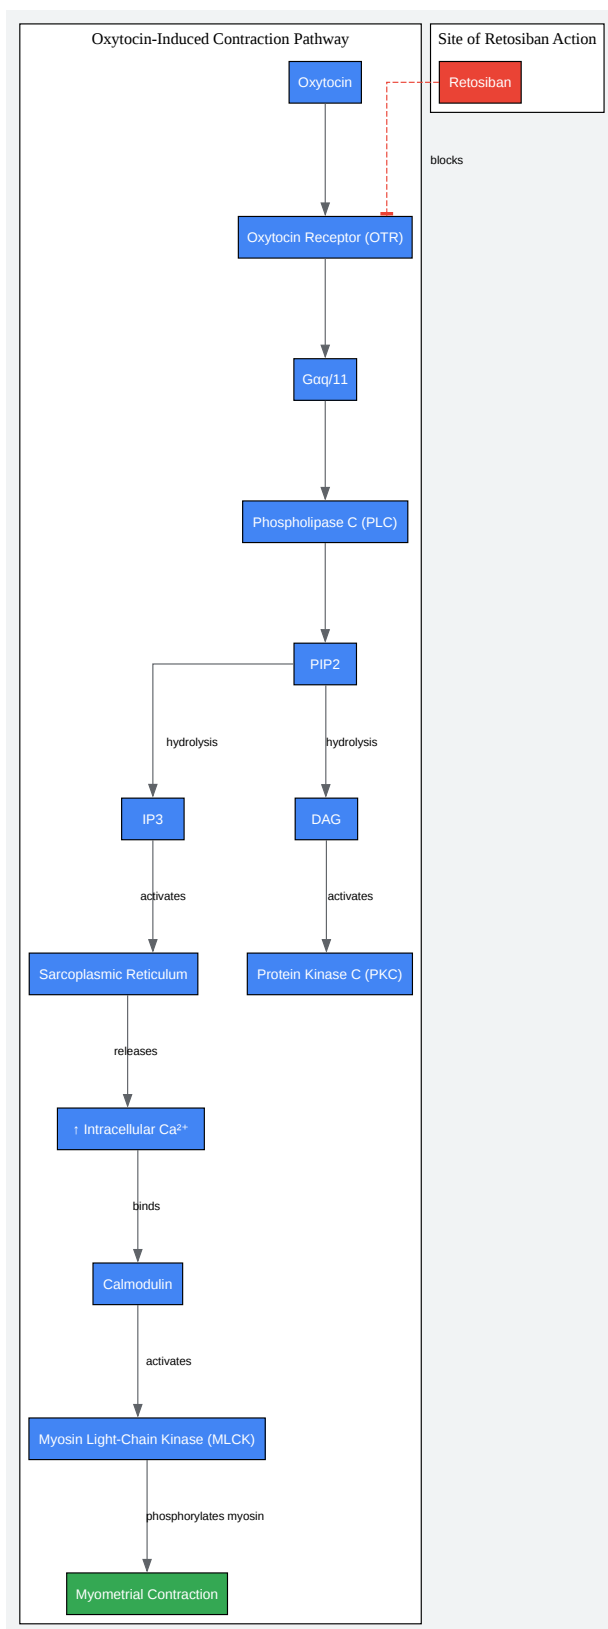 Oxytocin-Induced Contraction Pathway
Site of Retosiban Action
Oxytocin
Retosiban
blocks
Oxytocin Receptor (OTR)
Gαq/11
Phospholipase C (PLC)
PIP2
hydrolysis
hydrolysis
IP3
DAG
activates
activates
Sarcoplasmic Reticulum
Protein Kinase C (PKC)
releases
↑ Intracellular Ca²⁺
binds
Calmodulin
activates
Myosin Light-Chain Kinase (MLCK)
phosphorylates myosin
Myometrial Contraction